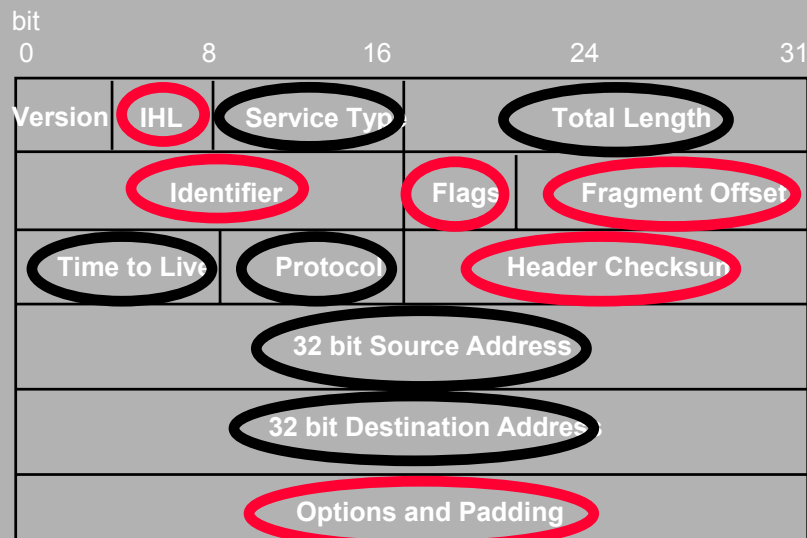 bit
0 8 16 24 31
Version IHL Service Type Total Length
Identifier Flags Fragment Offset
Time to Live Protocol Header Checksum
32 bit Source Address
32 bit Destination Address
Options and Padding